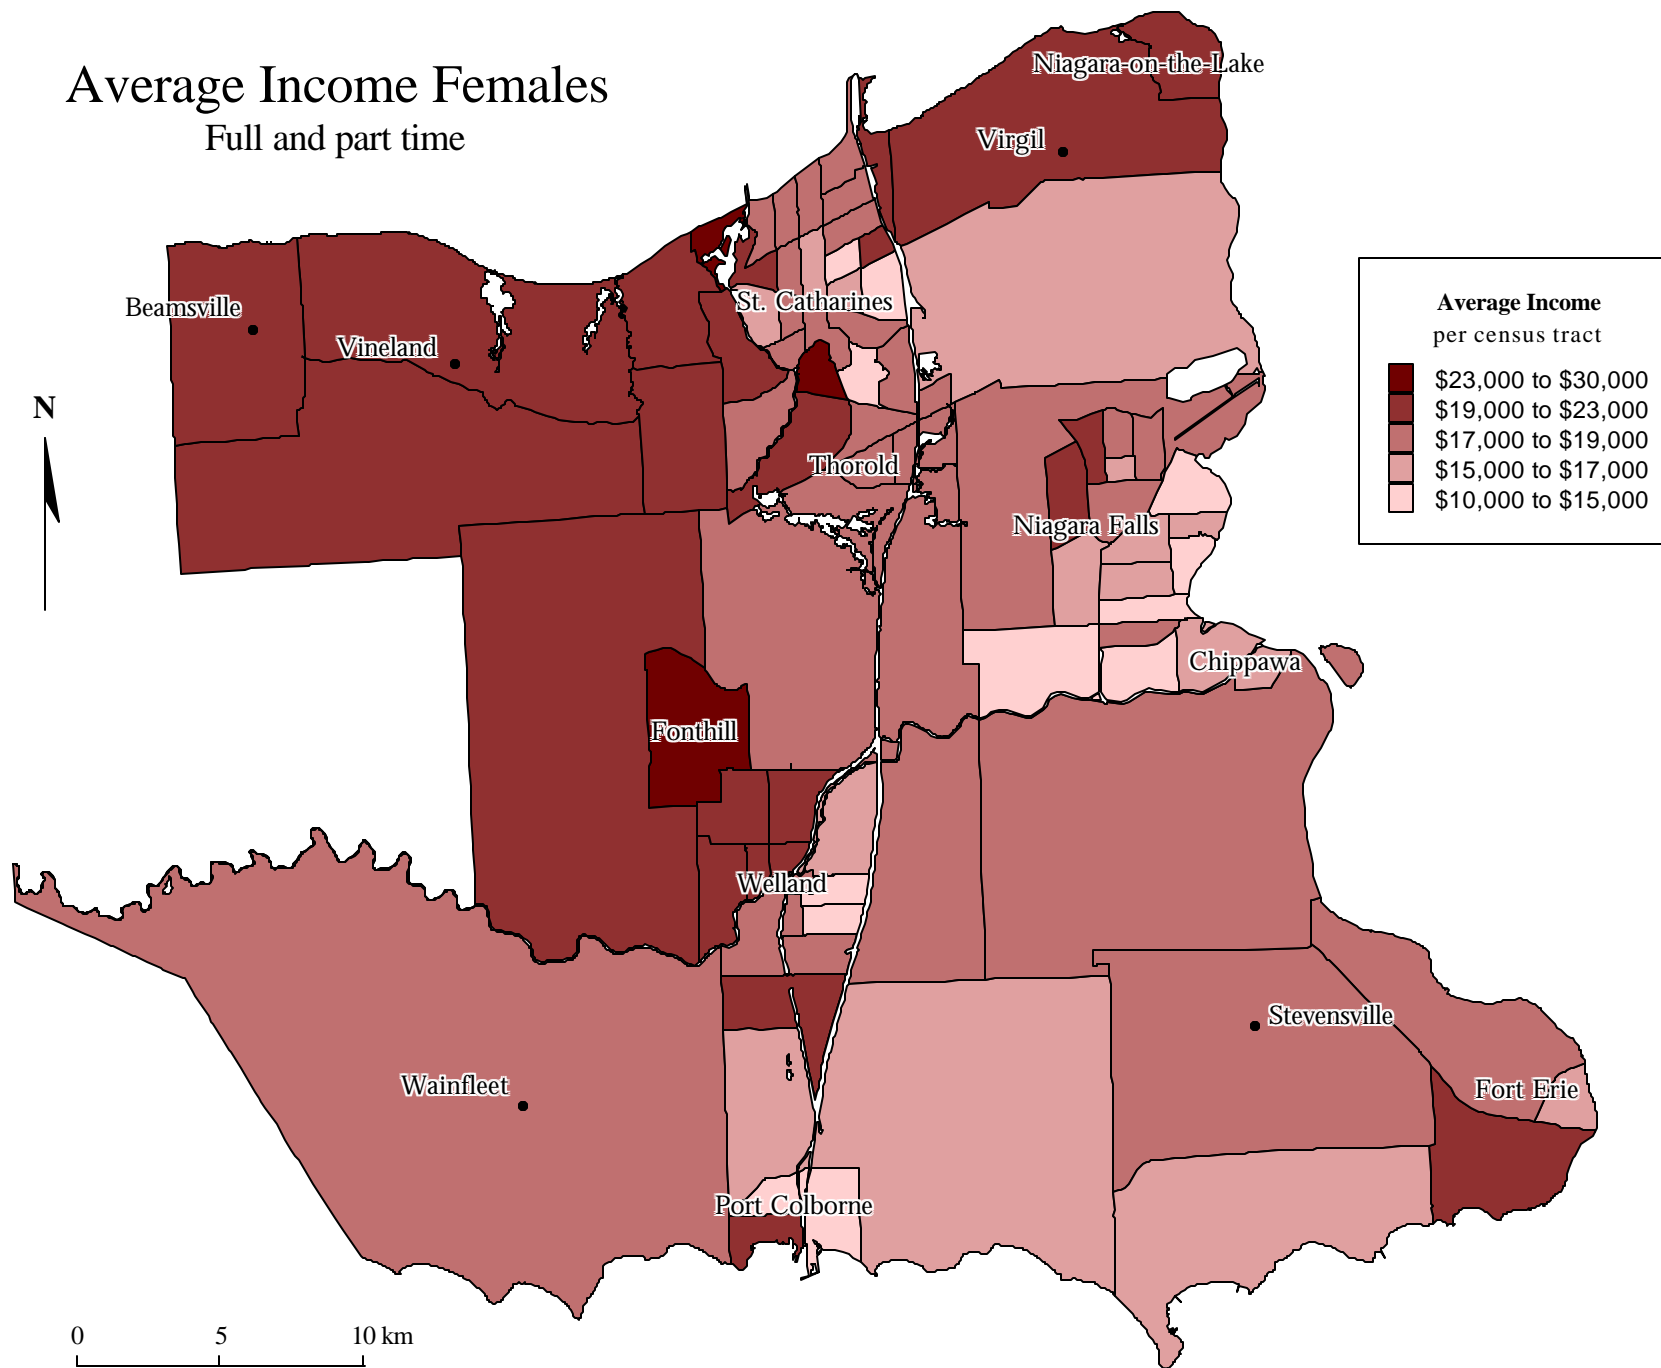 Average Income Females
Full and part time
Niagara-on-the-Lake
Virgil
Beamsville
St. Catharines
Vineland
Average Income
per census tract
$23,000 to $30,000
$19,000 to $23,000
$17,000 to $19,000
$15,000 to $17,000
$10,000 to $15,000
N
Thorold
Niagara Falls
Chippawa
Fonthill
Welland
Stevensville
Wainfleet
Fort Erie
Port Colborne
0 5 10 km